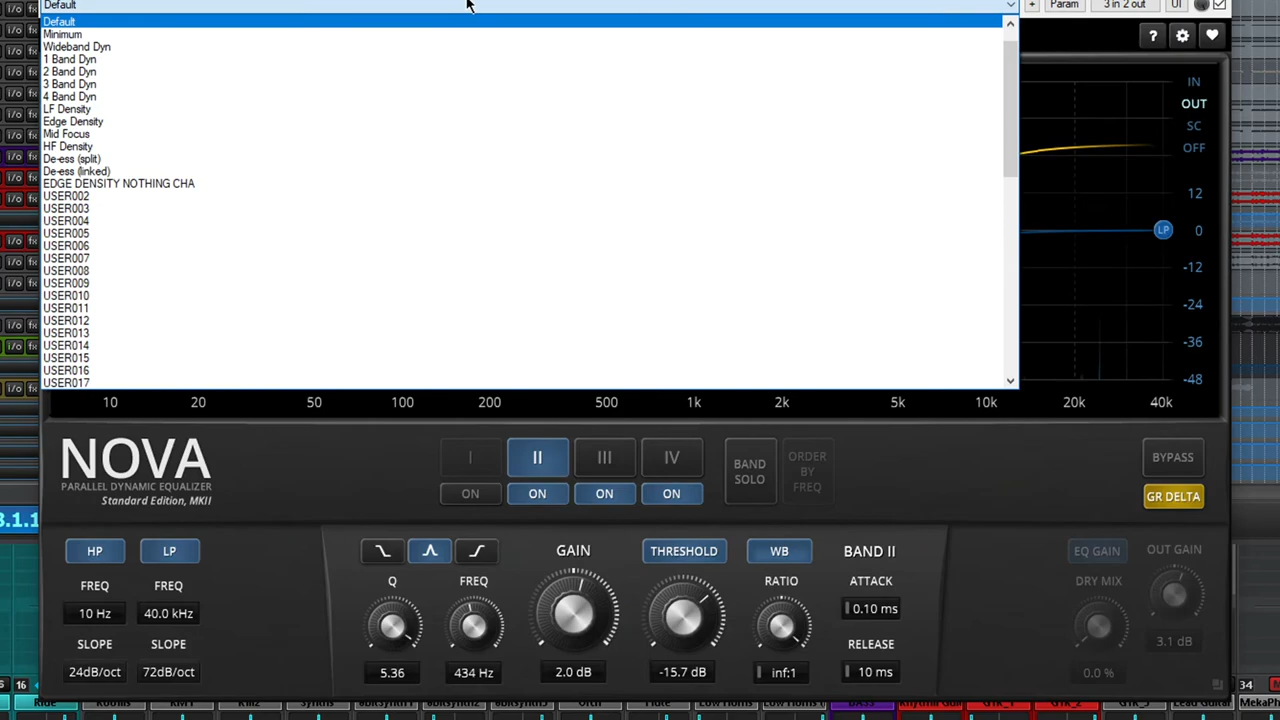 Default
+ Param 3 in 2 out UI
Default
Minimum
Wideband Dyn
1 Band Dyn
2 Band Dyn
3 Band Dyn
4 Band Dyn
LF Density
Edge Density
Mid Focus
HF Density
De-ess (split)
De-ess (linked)
EDGE DENSITY NOTHING CHA
USER002
USER003
USER004
USER005
USER006
USER007
USER008
USER009
USER010
USER011
USER012
USER013
USER014
USER015
USER016
USER017
?
IN
OUT
SC
OFF
12
LP 0
-12
-24
-36
-48
10 20 50 100 200 500 1k 2k 5k 10k 20k 40k
NOVA
PARALLEL DYNAMIC EQUALIZER
Standard Edition, MKII
I II III IV
ON ON ON ON
BAND SOLO
ORDER BY FREQ
BYPASS
GR DELTA
HP LP
FREQ FREQ
10 Hz 40.0 kHz
SLOPE SLOPE
24dB/oct 72dB/oct
Q FREQ
5.36 434 Hz
GAIN
2.0 dB
THRESHOLD
-15.7 dB
WB
RATIO
inf:1
BAND II
ATTACK
0.10 ms
RELEASE
10 ms
EQ GAIN
DRY MIX
0.0 %
OUT GAIN
3.1 dB
3.1.1
16
34